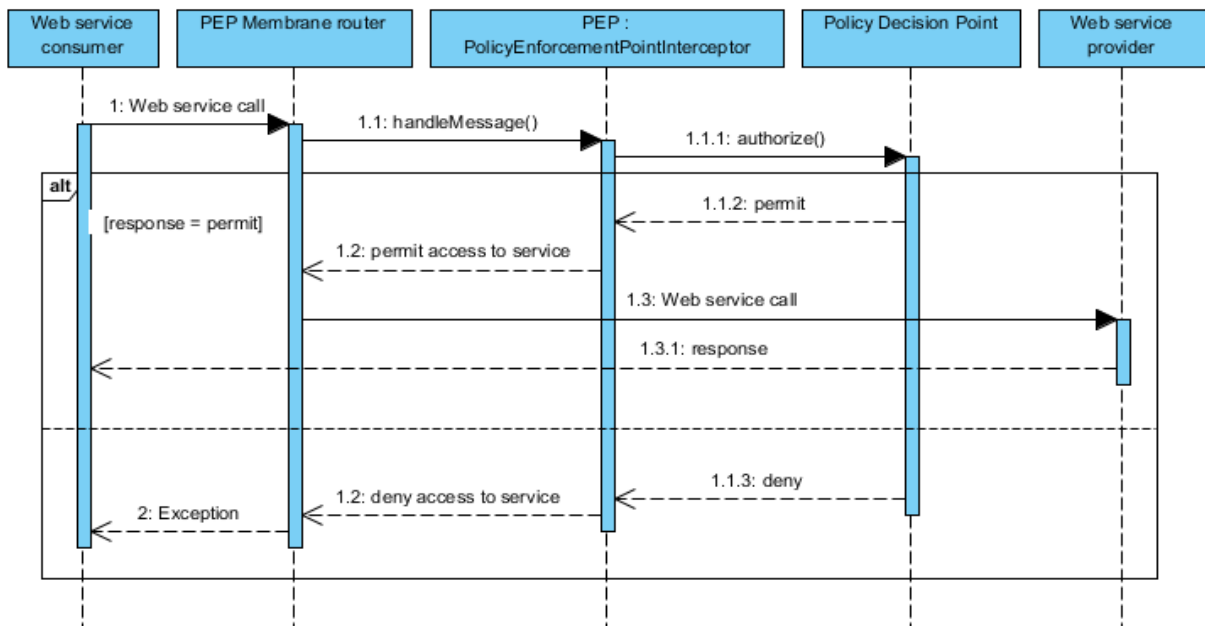 Web service
consumer
PEP Membrane router
PEP :
PolicyEnforcementPointInterceptor
Policy Decision Point
Web service
provider
1: Web service call
1.1: handleMessage()
1.1.1: authorize()
alt
[response = permit]
1.1.2: permit
1.2: permit access to service
1.3: Web service call
1.3.1: response
1.1.3: deny
1.2: deny access to service
2: Exception